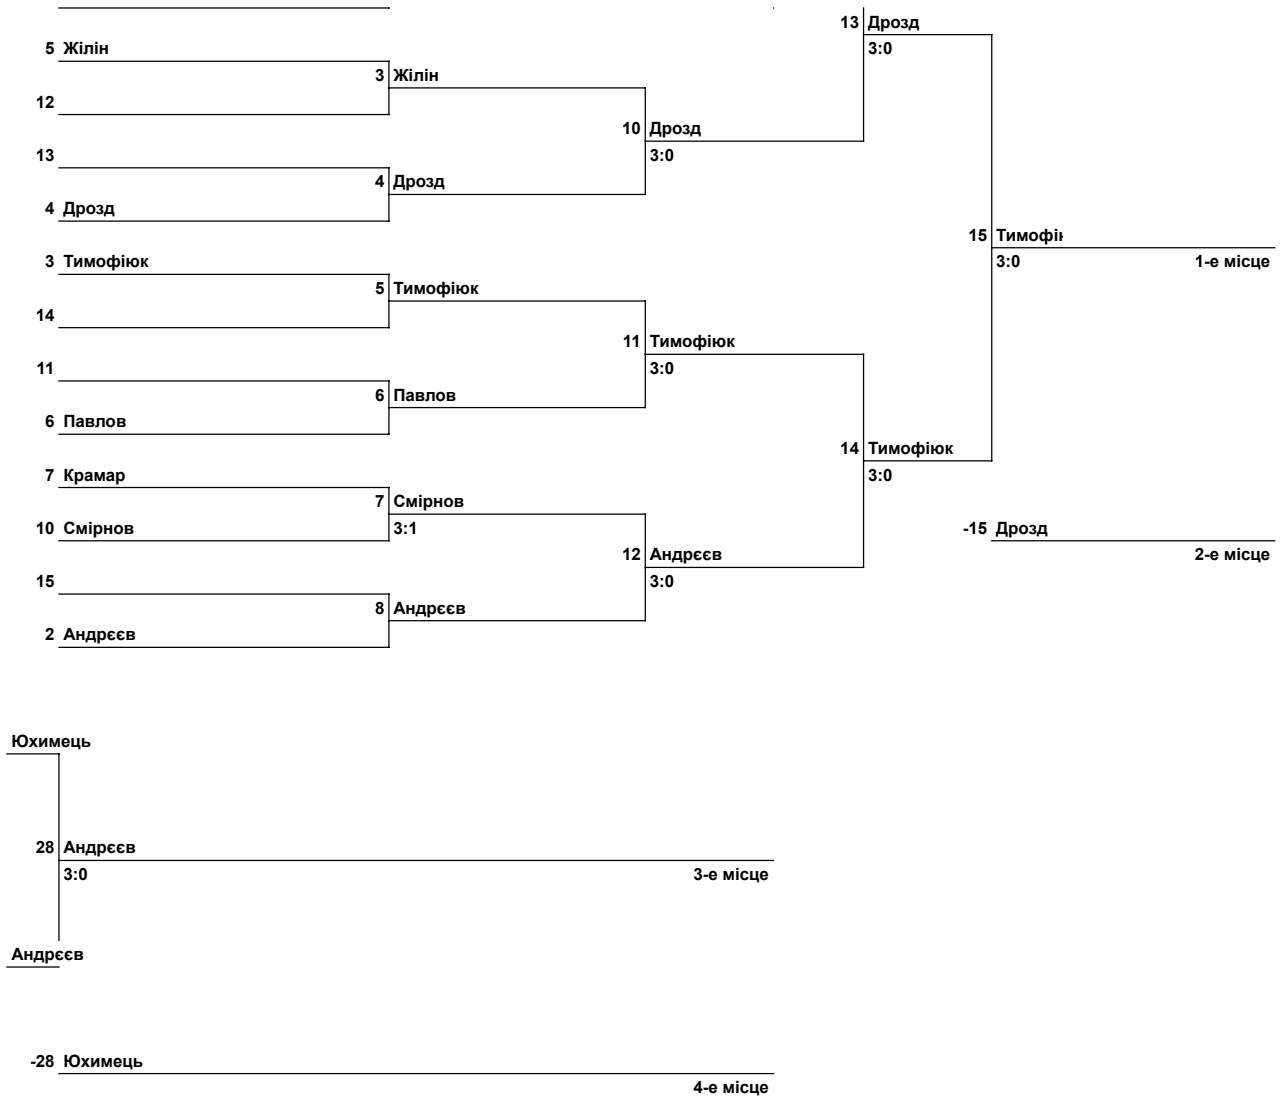 13 Дрозд
5 Жілін
3:0
3 Жілін
12
10 Дрозд
13
3:0
4 Дрозд
4 Дрозд
15 Тимофін
3 Тимофіюк
3:0 1-е місце
5 Тимофіюк
14
11 Тимофіюк
11
3:0
6 Павлов
6 Павлов
14 Тимофіюк
7 Крамар
3:0
7 Смірнов
10 Смірнов
3:1
-15 Дрозд
12 Андрєєв
2-е місце
15
3:0
8 Андрєєв
2 Андрєєв
Юхимець
28 Андрєєв
3:0 3-е місце
Андрєєв
-28 Юхимець
4-е місце